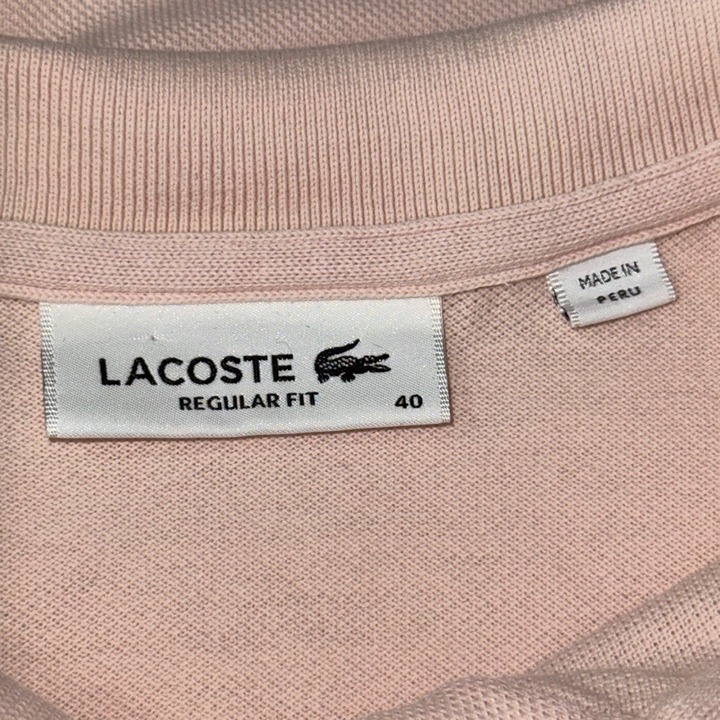 LACOSTE
REGULAR FIT 40
MADE IN
PERU